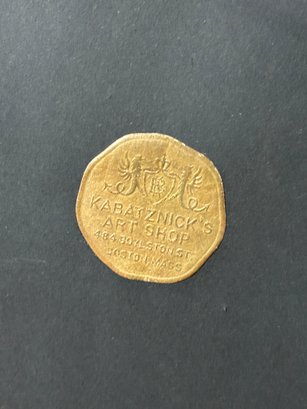 KABATZNICK'S
ART SHOP
484 BOYLSTON ST.
BOSTON, MASS.